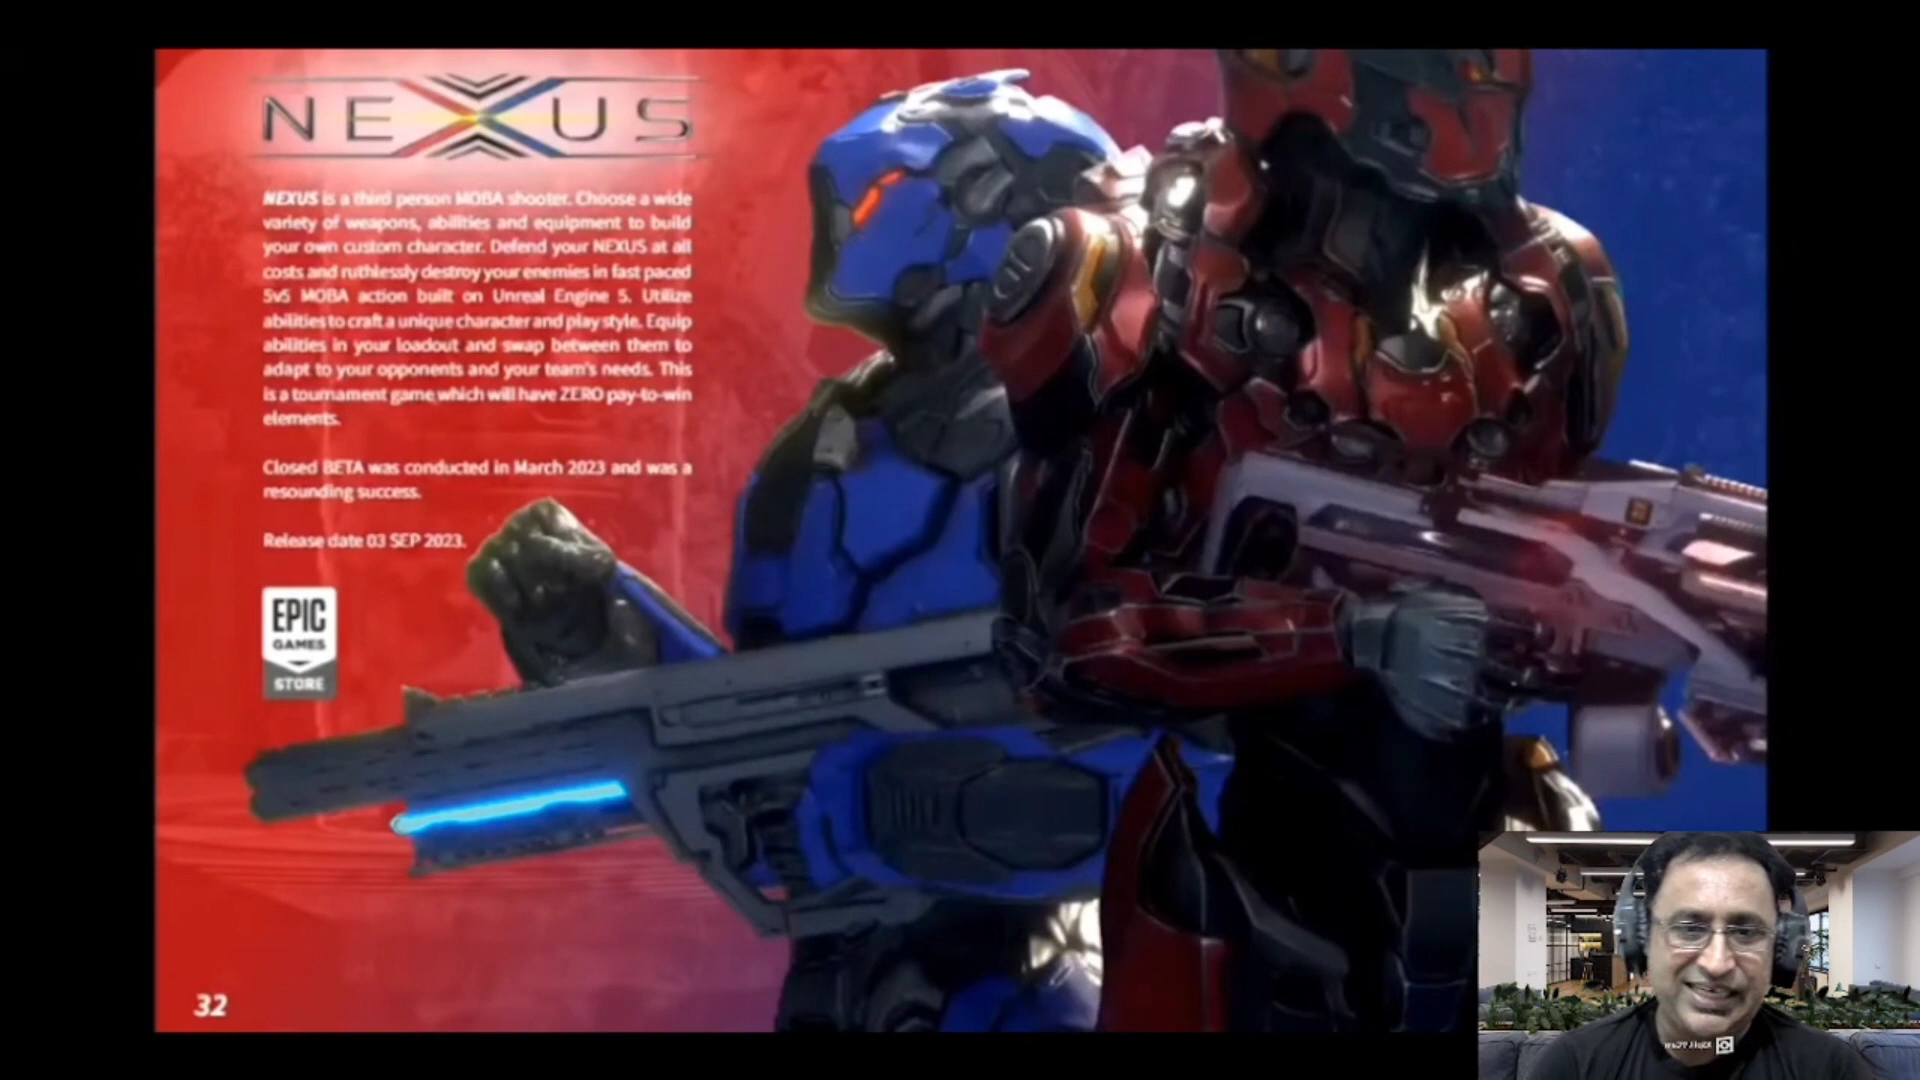 NEXUS
NEXUS is a third person MOBA shooter. Choose a wide
variety of weapons, abilities and equipment to build
your own custom character. Defend your NEXUS at all
costs and ruthlessly destroy your enemies in fast paced
5v5 MOBA action built on Unreal Engine 5. Utilize
abilities to craft a unique character and play style. Equip
abilities in your loadout and swap between them to
adapt to your opponents and your team's needs. This
is a tournament game which will have ZERO pay-to-win
elements.
Closed BETA was conducted in March 2023 and was a
resounding success.
Release date 03 SEP 2023.
EPIC
GAMES
STORE
32